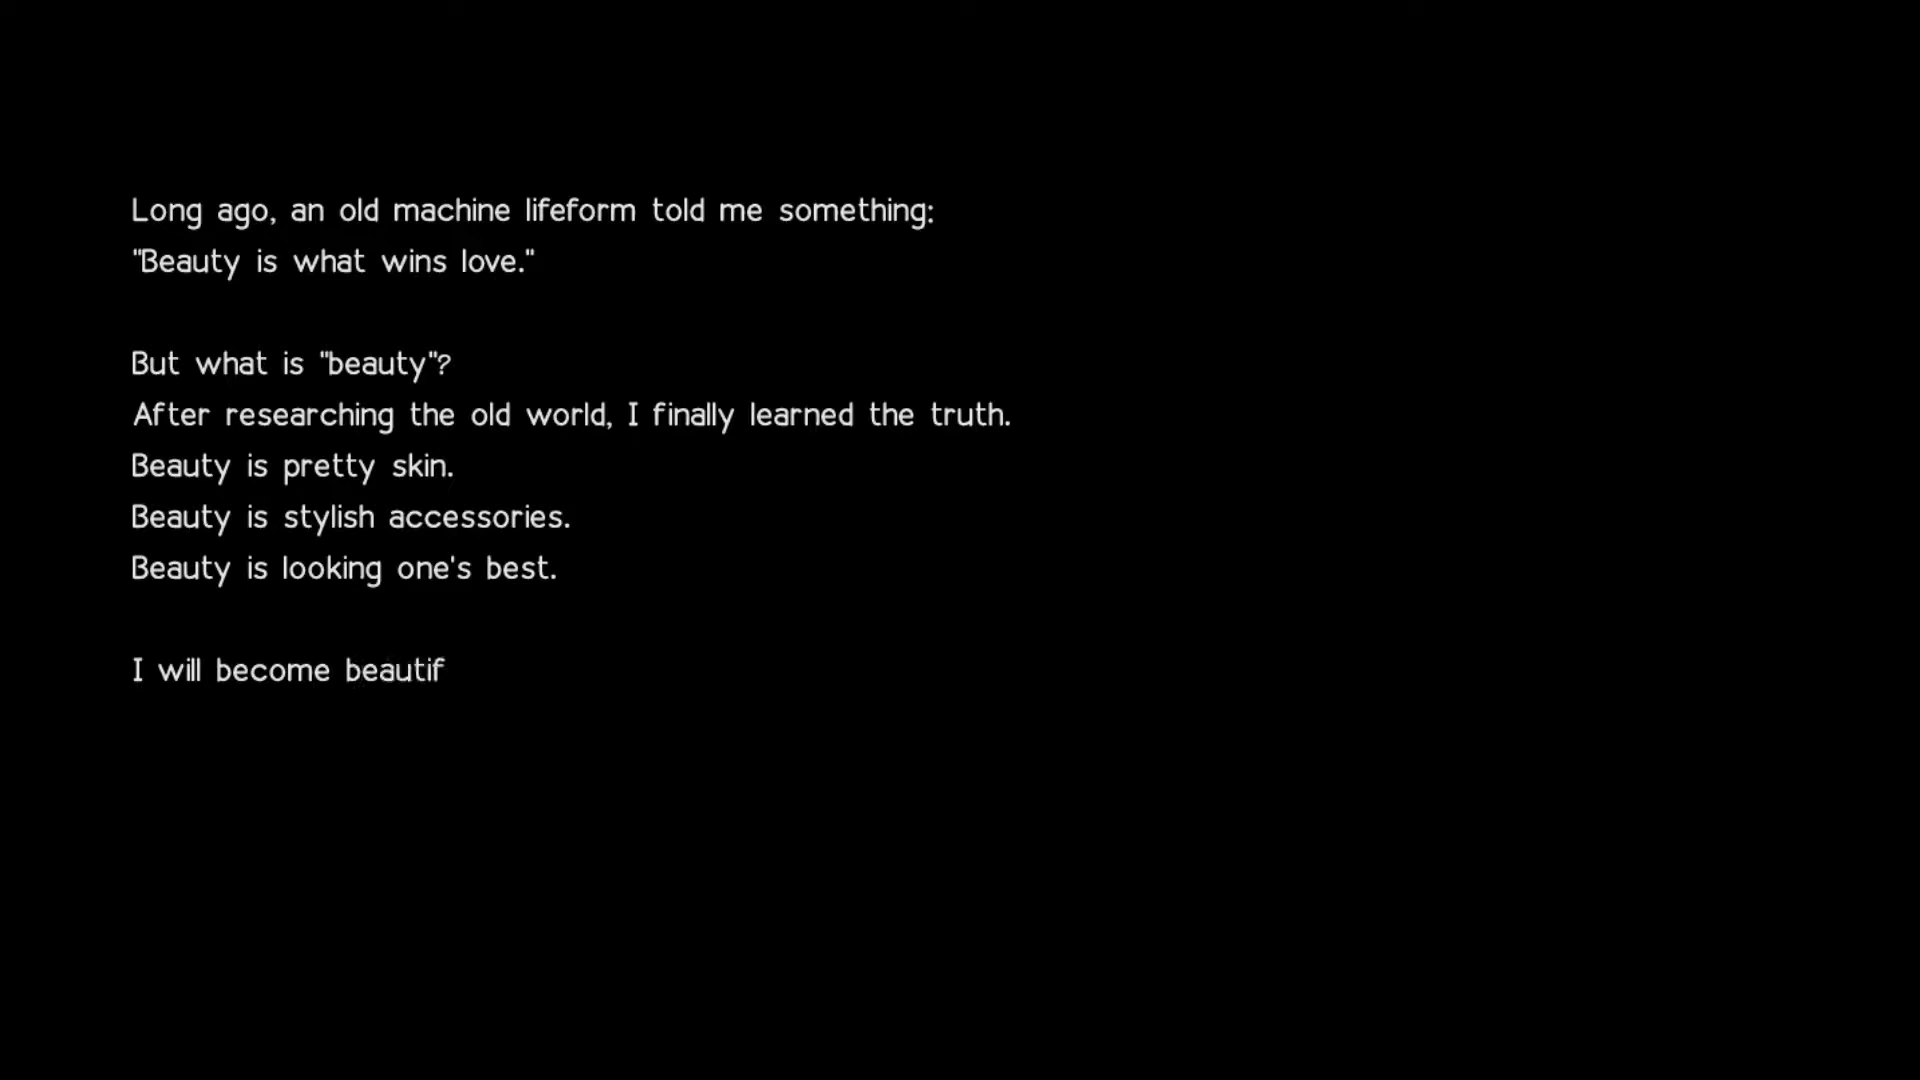 Long ago, an old machine lifeform told me something:
"Beauty is what wins love."
But what is "beauty"?
After researching the old world, I finally learned the truth.
Beauty is pretty skin.
Beauty is stylish accessories.
Beauty is looking one's best.
I will become beautif